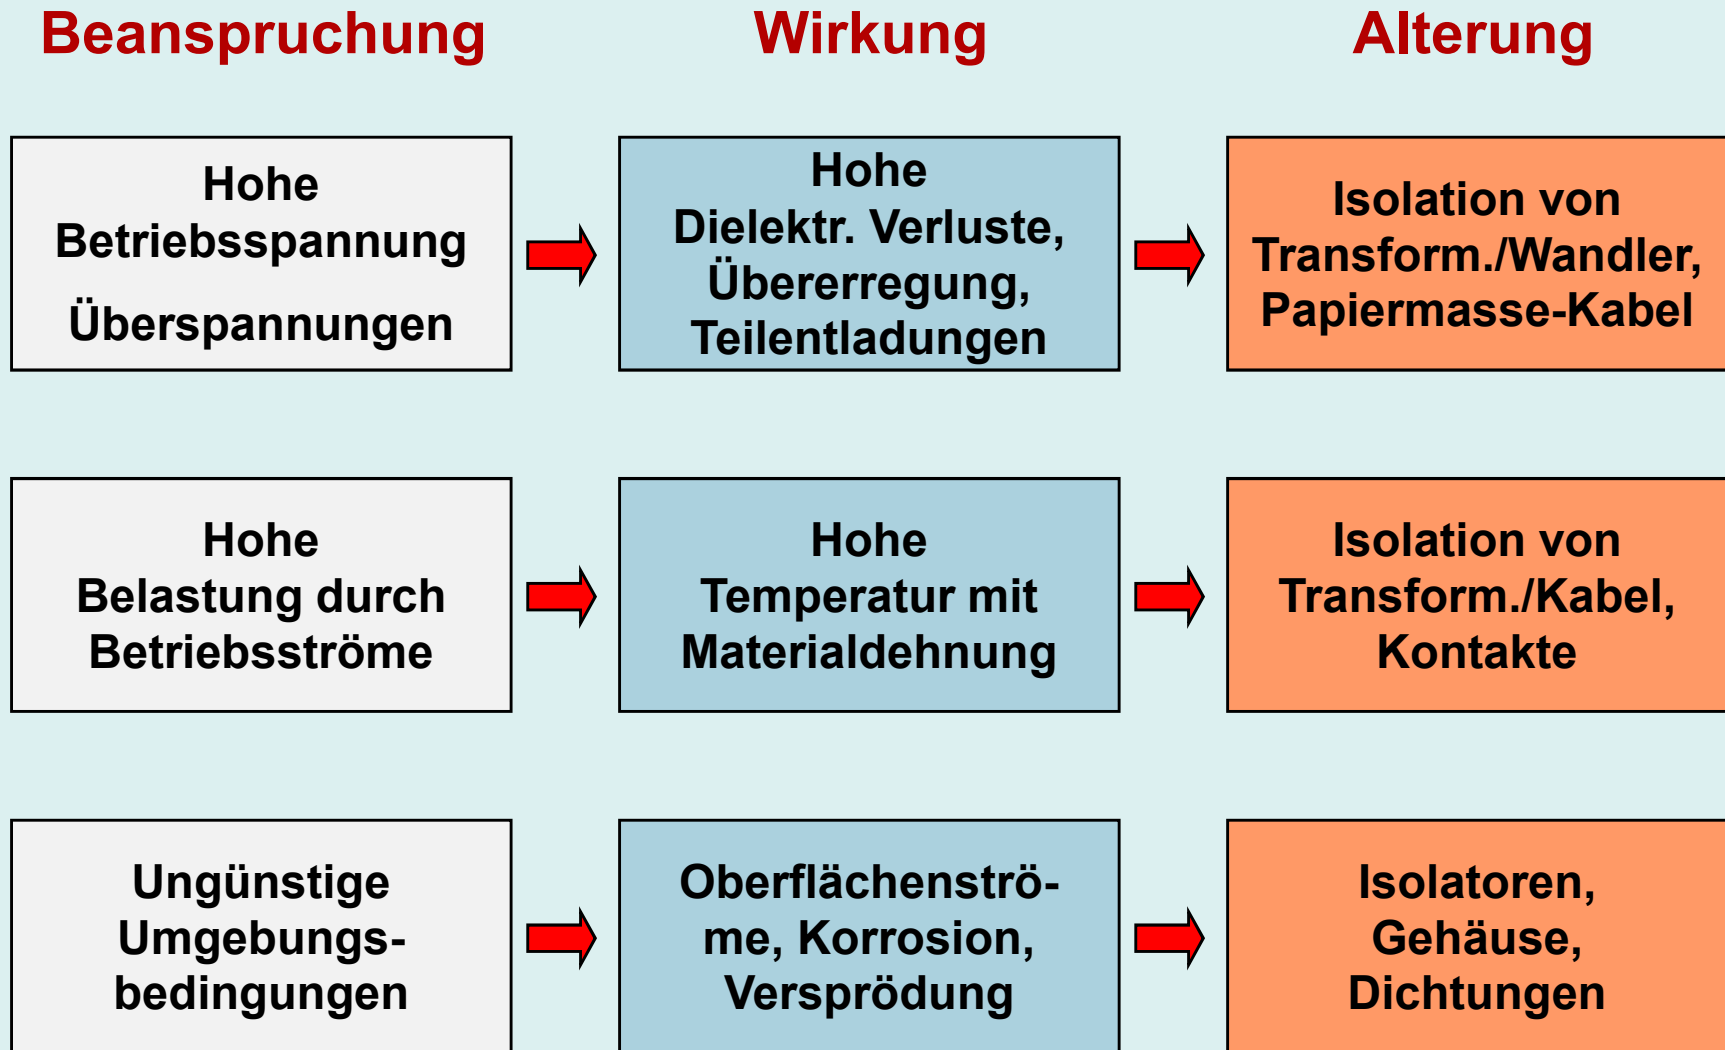 Beanspruchung
Wirkung
Alterung
Hohe
Betriebsspannung
Überspannungen
Hohe
Dielektr. Verluste,
Übererregung,
Teilentladungen
Isolation von
Transform./Wandler,
Papiermasse-Kabel
Hohe
Belastung durch
Betriebsströme
Hohe
Temperatur mit
Materialdehnung
Isolation von
Transform./Kabel,
Kontakte
Ungünstige
Umgebungs-
bedingungen
Oberflächenströ-
me, Korrosion,
Versprödung
Isolatoren,
Gehäuse,
Dichtungen